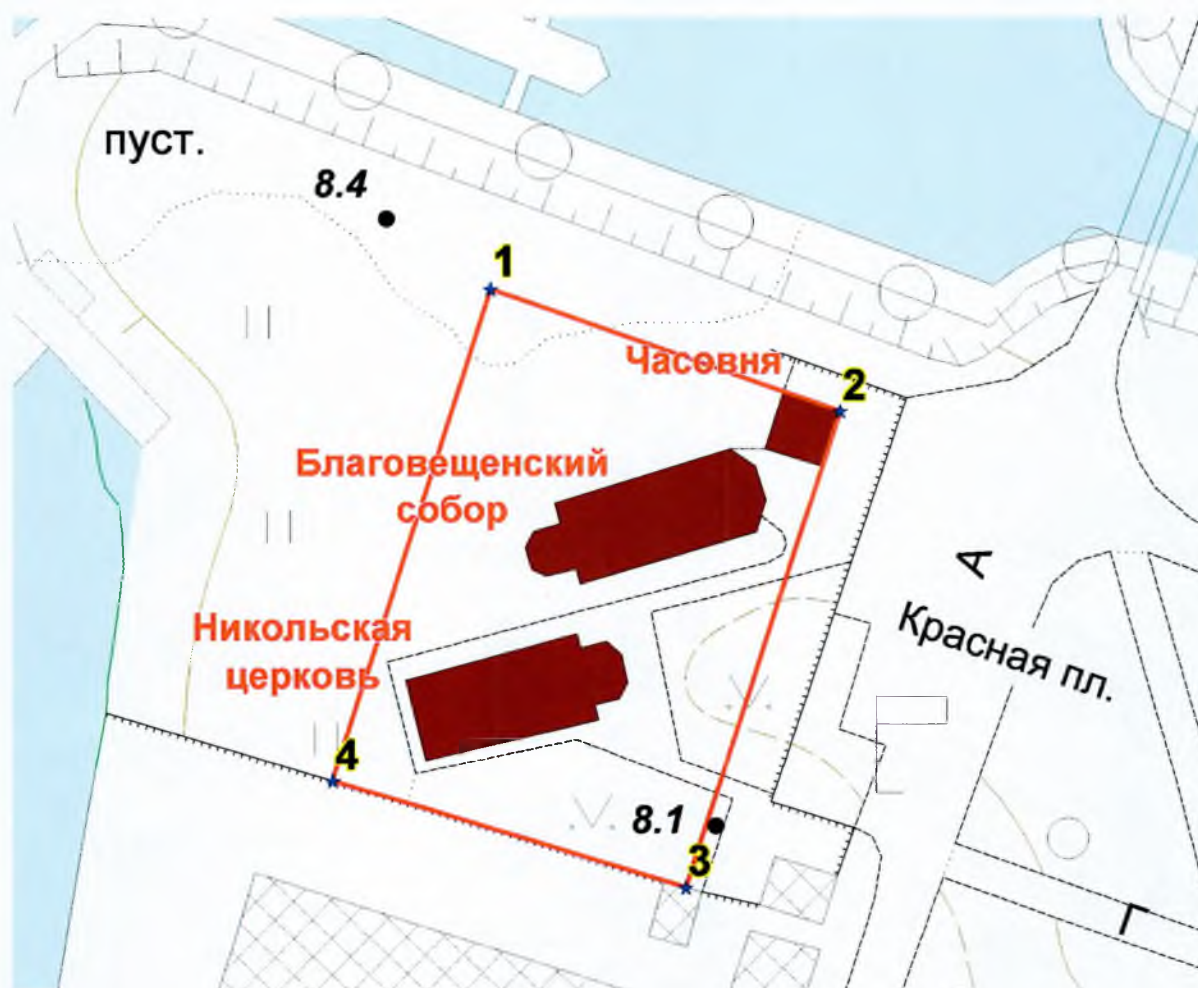 пуст.
8.4
1
Часовня
2
Благовещенский
собор
А
Красная пл.
Никольская
церковь
4
8.1
3
Г